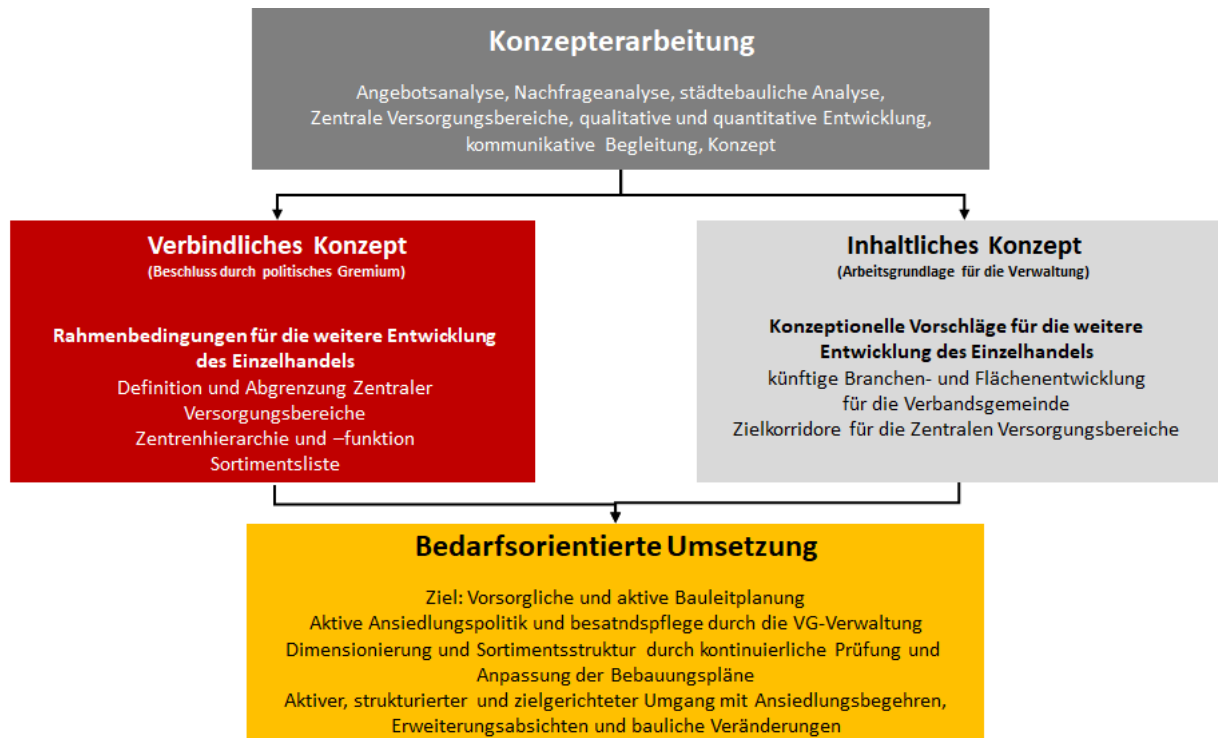 Konzepterarbeitung
Angebotsanalyse, Nachfrageanalyse, städtebauliche Analyse,
Zentrale Versorgungsbereiche, qualitative und quantitative Entwicklung,
kommunikative Begleitung, Konzept
Verbindliches Konzept
(Beschluss durch politisches Gremium)
Rahmenbedingungen für die weitere Entwicklung
des Einzelhandels
Definition und Abgrenzung Zentraler
Versorgungsbereiche
Zentrenhierarchie und –funktion
Sortimentsliste
Inhaltliches Konzept
(Arbeitsgrundlage für die Verwaltung)
Konzeptionelle Vorschläge für die weitere
Entwicklung des Einzelhandels
künftige Branchen- und Flächenentwicklung
für die Verbandsgemeinde
Zielkorridore für die Zentralen Versorgungsbereiche
Bedarfsorientierte Umsetzung
Ziel: Vorsorgliche und aktive Bauleitplanung
Aktive Ansiedlungspolitik und besatndspflege durch die VG-Verwaltung
Dimensionierung und Sortimentsstruktur durch kontinuierliche Prüfung und
Anpassung der Bebauungspläne
Aktiver, strukturierter und zielgerichteter Umgang mit Ansiedlungsbegehren,
Erweiterungsabsichten und bauliche Veränderungen